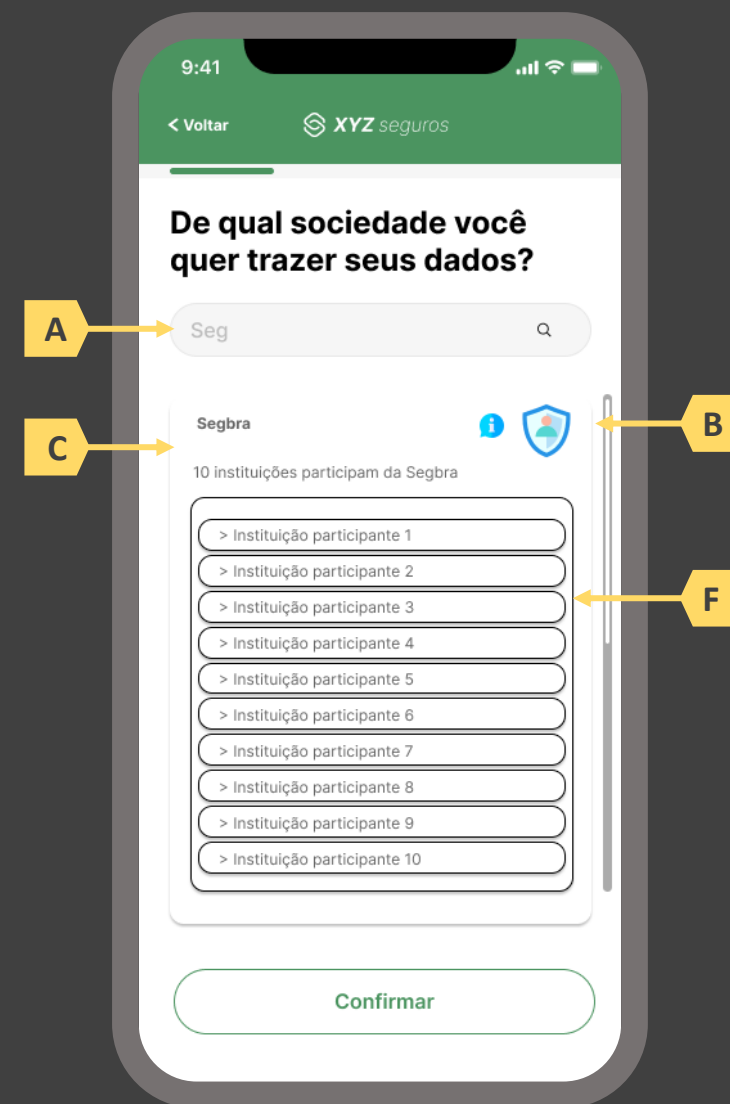 9:41
< Voltar
XYZ seguros
De qual sociedade você
quer trazer seus dados?
A
Seg
B
Segbra
C
10 instituições participam da Segbra
> Instituição participante 1
> Instituição participante 2
F
> Instituição participante 3
> Instituição participante 4
> Instituição participante 5
> Instituição participante 6
> Instituição participante 7
> Instituição participante 8
> Instituição participante 9
> Instituição participante 10
Confirmar